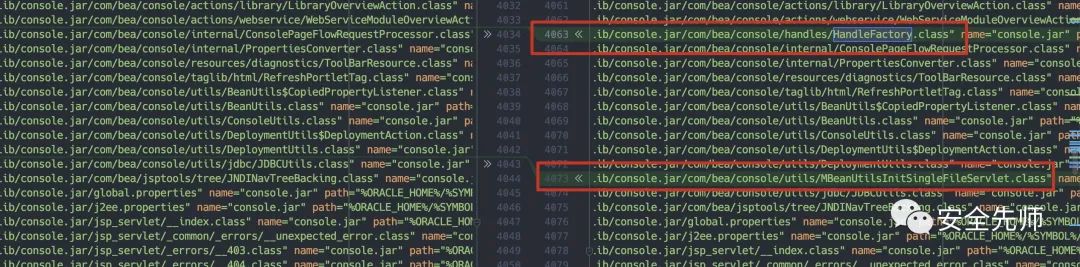 ib/console.jar/com/bea/console/actions/library/LibraryOverviewAction.class" 4032
ib/console.jar/com/bea/console/actions/webservice/WebServiceModuleOverviewAct 4033
ib/console.jar/com/bea/console/internal/ConsolePageFlowRequestProcessor.class" » 4034
ib/console.jar/com/bea/console/internal/PropertiesConverter.class" name="cons 4035
ib/console.jar/com/bea/console/resources/diagnostics/ToolBarResource.class" na 4036
ib/console.jar/com/bea/console/taglib/html/RefreshPortletTag.class" name="cons 4037
ib/console.jar/com/bea/console/utils/BeanUtils$CopiedPropertyListener.class" n 4038
ib/console.jar/com/bea/console/utils/BeanUtils.class" name="console.jar" path= 4039
ib/console.jar/com/bea/console/utils/ConsoleUtils.class" name="console.jar" pa 4040
ib/console.jar/com/bea/console/utils/DeploymentUtils$DeploymentAction.class" n 4041
ib/console.jar/com/bea/console/utils/DeploymentUtils.class" name="console.jar" 4042
ib/console.jar/com/bea/console/utils/jdbc/JDBCUtils.class" name="console.jar" » 4043
ib/console.jar/com/bea/jsptools/tree/JNDINavTreeBacking.class" name="console.j 4044
ib/console.jar/global.properties" name="console.jar" path="%ORACLE_HOME%/%SYMB
ib/console.jar/j2ee.properties" name="console.jar" path="%ORACLE_HOME%/%SYMBOL
ib/console.jar/jsp_servlet/__index.class" name="console.jar" path="%ORACLE_HOM
ib/console.jar/jsp_servlet/_common/_errors/__unexpected_error.class" name="con
ib/console.jar/jsp_servlet/_errors/__403.class" name="console.jar" path="%ORAC
ib/console.jar/jsp_servlet/_errors/__404.class" name="console.jar" path="%ORAC
4061 ib/console.jar/com/bea/console/actions/library/LibraryOverviewAction.class"
ib/console.jar/com/bea/console/actions/webservice/WebServiceModuleOverviewAct
4063 « ib/console.jar/com/bea/console/handles/HandleFactory.class" name="console.jar" p
4064 ib/console.jar/com/bea/console/internal/ConsolePageFlowRequestProcessor.class" na
4065 ib/console.jar/com/bea/console/internal/PropertiesConverter.class" name="console.
4066 ib/console.jar/com/bea/console/resources/diagnostics/ToolBarResource.class" name=
4067 ib/console.jar/com/bea/console/taglib/html/RefreshPortletTag.class" name="console
4068 ib/console.jar/com/bea/console/utils/BeanUtils$CopiedPropertyListener.class" name
4069 ib/console.jar/com/bea/console/utils/BeanUtils.class" name="console.jar" path="%O
4070 ib/console.jar/com/bea/console/utils/ConsoleUtils.class" name="console.jar" path=
4071 ib/console.jar/com/bea/console/utils/DeploymentUtils$DeploymentAction.class" name
4072 ib/console.jar/com/bea/console/utils/DeploymentUtils.class" name="console.jar" pa
4073 « ib/console.jar/com/bea/console/utils/MBeanUtilsInitSingleFileServlet.class"
ib/console.jar/com/bea/console/utils/jdbc/JDBCUtils.class" name="console.jar"
ib/console.jar/com/bea/jsptools/tree/JNDINavTreeBacking.class"
ib/console.jar/global.properties" name="console.jar"
ib/console.jar/j2ee.properties" name="console.jar" path="%ORACLE_HOME%/%SYMBOL%/
ib/console.jar/jsp_servlet/__index.class" name="console.jar" path="%ORACLE_HOME%/
ib/console.jar/jsp_servlet/_common/_errors/__unexpected_error.class" name="consol
安全先师